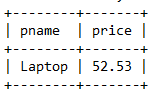 +--------+-------+
| pname | price |
+--------+-------+
| Laptop | 52.53 |
+--------+-------+